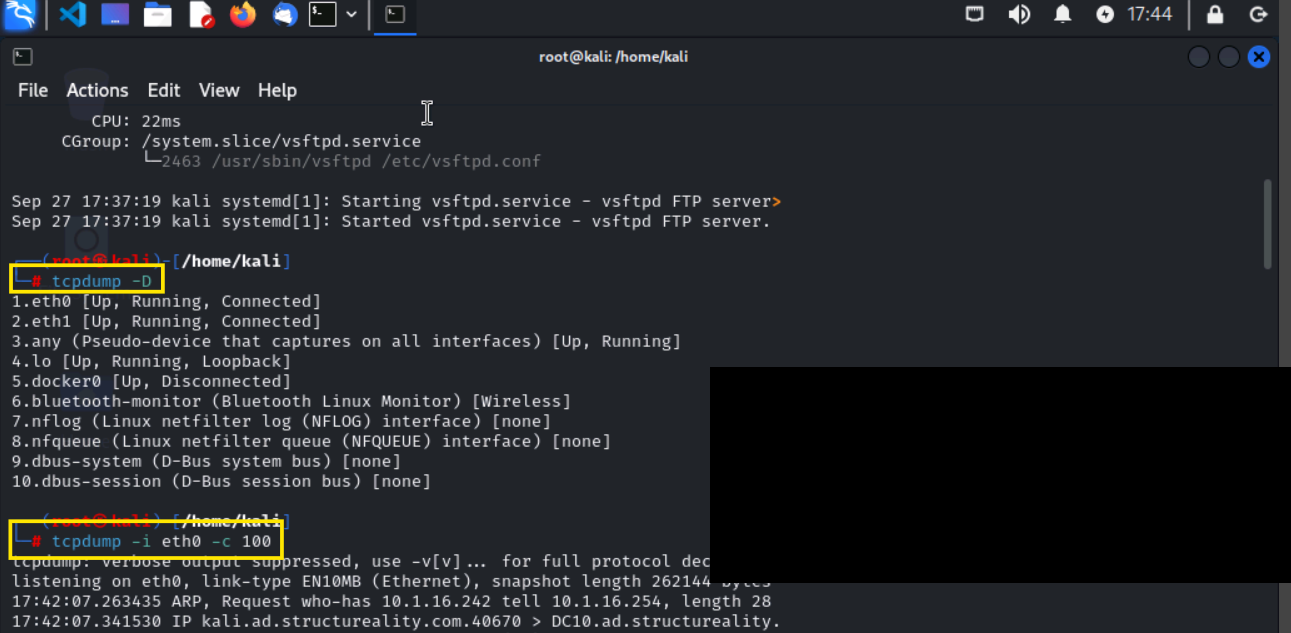 17:44
root@kali: /home/kali
File Actions Edit View Help
CPU: 22ms
CGroup: /system.slice/vsftpd.service
└─2463 /usr/sbin/vsftpd /etc/vsftpd.conf
Sep 27 17:37:19 kali systemd[1]: Starting vsftpd.service - vsftpd FTP server>
Sep 27 17:37:19 kali systemd[1]: Started vsftpd.service - vsftpd FTP server.
┌──(root㉿kali)-[/home/kali]
└─# tcpdump -D
1.eth0 [Up, Running, Connected]
2.eth1 [Up, Running, Connected]
3.any (Pseudo-device that captures on all interfaces) [Up, Running]
4.lo [Up, Running, Loopback]
5.docker0 [Up, Disconnected]
6.bluetooth-monitor (Bluetooth Linux Monitor) [Wireless]
7.nflog (Linux netfilter log (NFLOG) interface) [none]
8.nfqueue (Linux netfilter queue (NFQUEUE) interface) [none]
9.dbus-system (D-Bus system bus) [none]
10.dbus-session (D-Bus session bus) [none]
┌──(root㉿kali)-[/home/kali]
└─# tcpdump -i eth0 -c 100
tcpdump: verbose output suppressed, use -v[v]... for full protocol dec
listening on eth0, link-type EN10MB (Ethernet), snapshot length 262144 bytes
17:42:07.263435 ARP, Request who-has 10.1.16.242 tell 10.1.16.254, length 28
17:42:07.341530 IP kali.ad.structureality.com.40670 > DC10.ad.structureality.